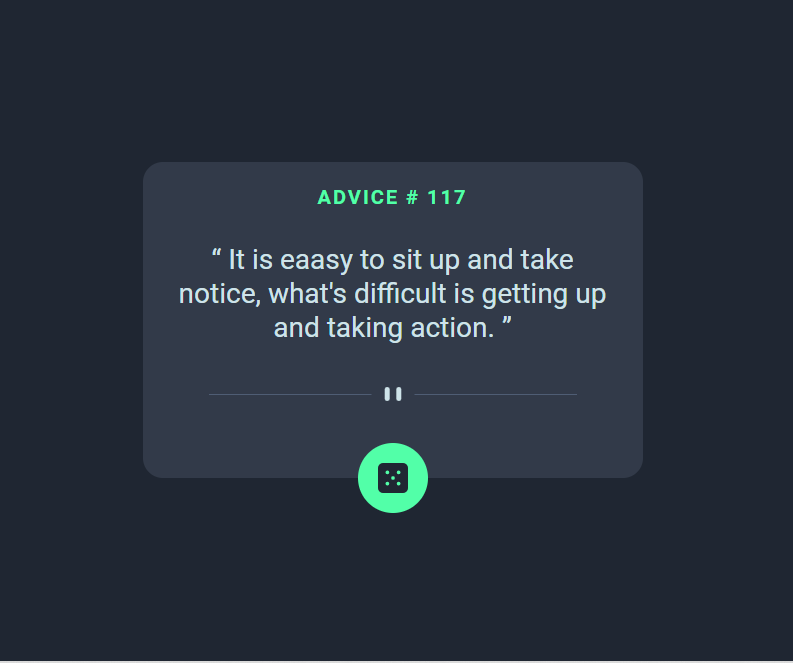 ADVICE # 117
“ It is eaasy to sit up and take
notice, what's difficult is getting up
and taking action. ”